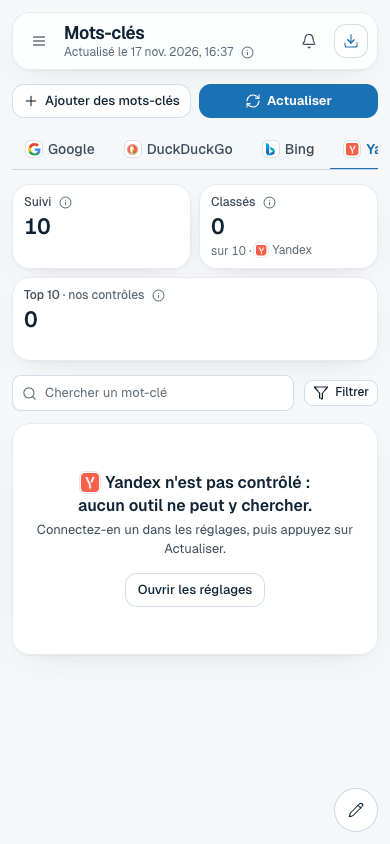 Mots-clés
Actualisé le 17 nov. 2026, 16:37
Ajouter des mots-clés
Actualiser
Google
DuckDuckGo
Bing
Ya
Suivi
10
Classés
0
sur 10 · Yandex
Top 10 · nos contrôles
0
Chercher un mot-clé
Filtrer
Yandex n'est pas contrôlé :
aucun outil ne peut y chercher.
Connectez-en un dans les réglages, puis appuyez sur
Actualiser.
Ouvrir les réglages